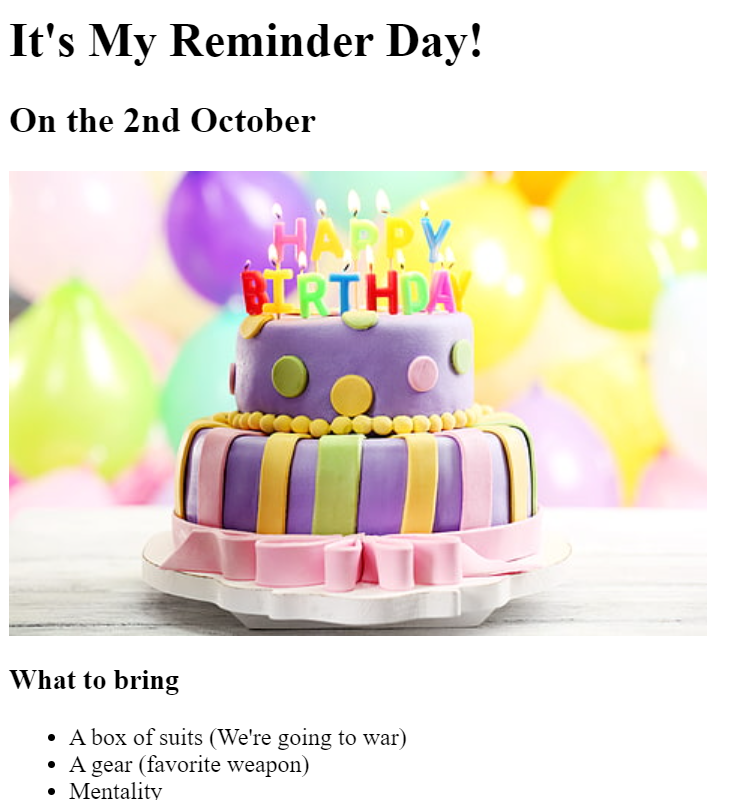 It's My Reminder Day!
On the 2nd October
HAPPY
BIRTHDAY
What to bring
A box of suits (We're going to war)
A gear (favorite weapon)
Mentality